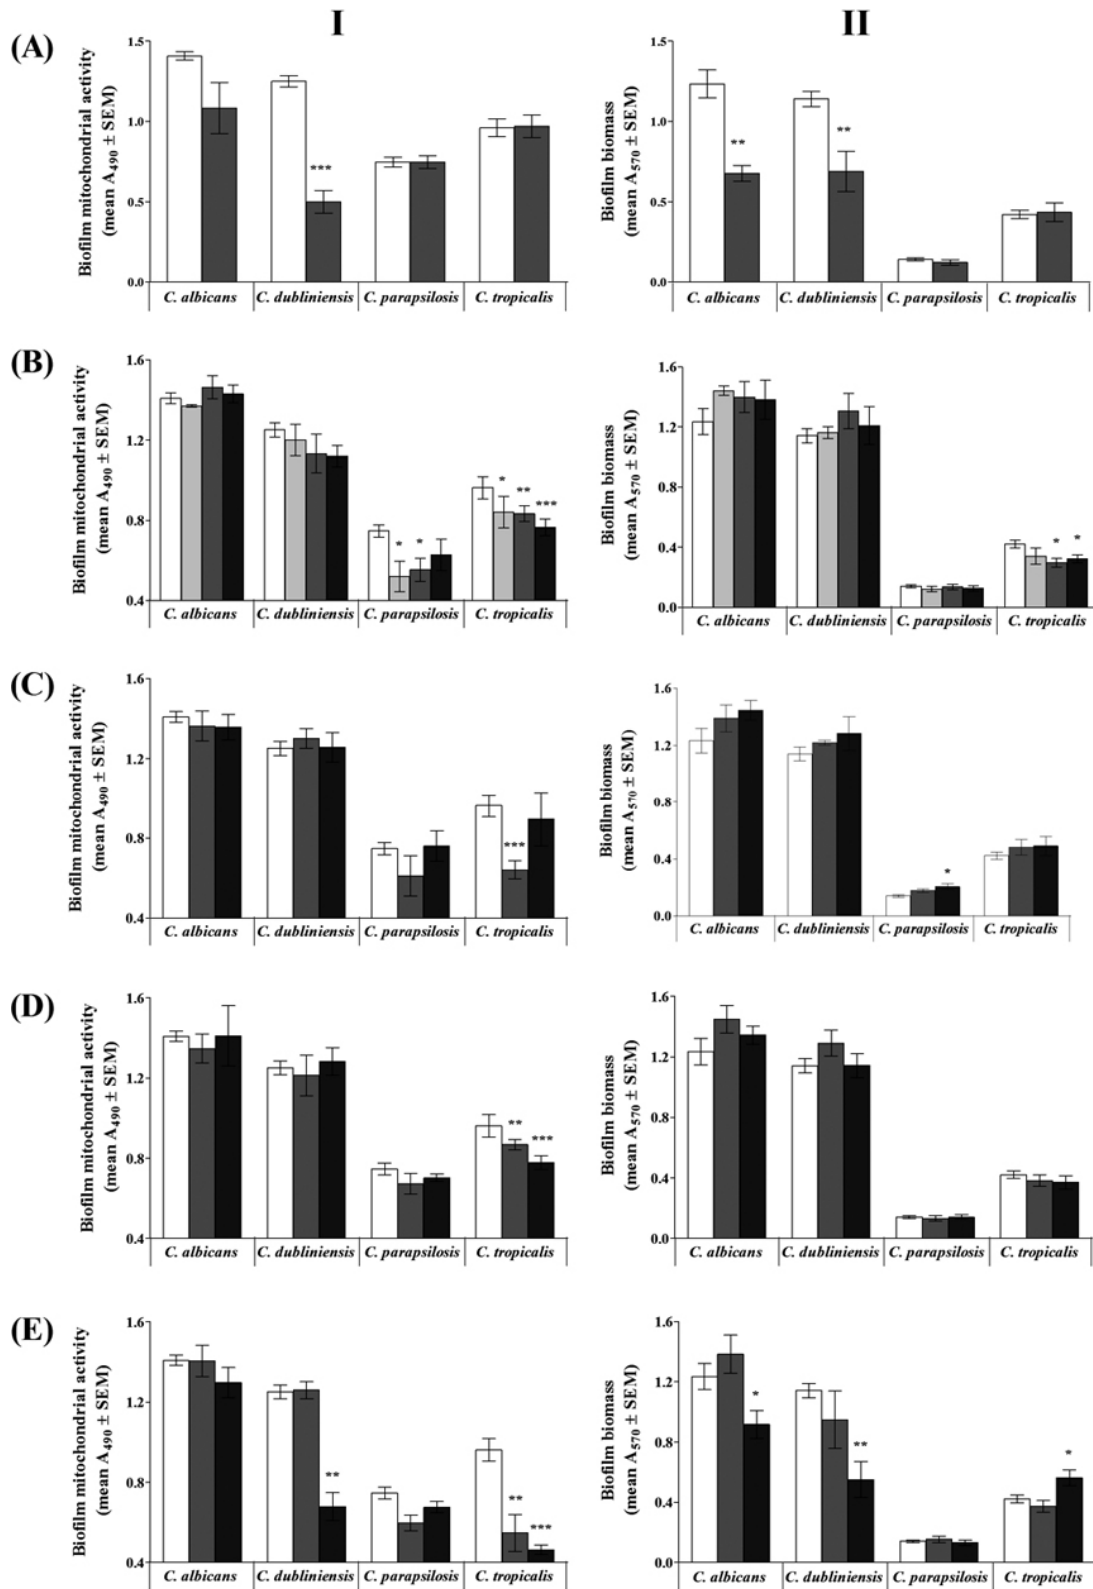 I
II
(A)
Biofilm mitochondrial activity
(mean A490 ± SEM)
1.5
1.0
0.5
0.0
***
C. albicans
C. dubliniensis
C. parapsilosis
C. tropicalis
Biofilm biomass
(mean A570 ± SEM)
1.5
1.0
0.5
0.0
**
**
C. albicans
C. dubliniensis
C. parapsilosis
C. tropicalis
(B)
Biofilm mitochondrial activity
(mean A490 ± SEM)
1.6
1.2
0.8
0.4
*
*
*
**
***
C. albicans
C. dubliniensis
C. parapsilosis
C. tropicalis
Biofilm biomass
(mean A570 ± SEM)
1.6
1.2
0.8
0.4
0.0
*
*
C. albicans
C. dubliniensis
C. parapsilosis
C. tropicalis
(C)
Biofilm mitochondrial activity
(mean A490 ± SEM)
1.6
1.2
0.8
0.4
***
C. albicans
C. dubliniensis
C. parapsilosis
C. tropicalis
Biofilm biomass
(mean A570 ± SEM)
1.6
1.2
0.8
0.4
0.0
*
C. albicans
C. dubliniensis
C. parapsilosis
C. tropicalis
(D)
Biofilm mitochondrial activity
(mean A490 ± SEM)
1.6
1.2
0.8
0.4
**
***
C. albicans
C. dubliniensis
C. parapsilosis
C. tropicalis
Biofilm biomass
(mean A570 ± SEM)
1.6
1.2
0.8
0.4
0.0
C. albicans
C. dubliniensis
C. parapsilosis
C. tropicalis
(E)
Biofilm mitochondrial activity
(mean A490 ± SEM)
1.6
1.2
0.8
0.4
**
**
***
C. albicans
C. dubliniensis
C. parapsilosis
C. tropicalis
Biofilm biomass
(mean A570 ± SEM)
1.6
1.2
0.8
0.4
0.0
*
**
*
C. albicans
C. dubliniensis
C. parapsilosis
C. tropicalis